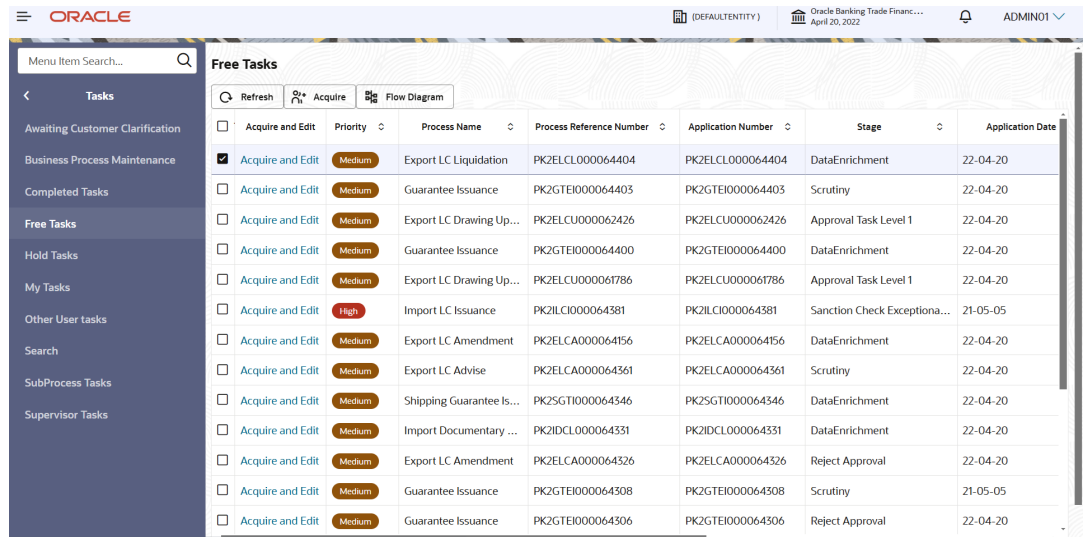 ORACLE
(DEFAULTENTITY )
Oracle Banking Trade Financ...
April 20, 2022
ADMIN01
Menu Item Search...
Tasks
Awaiting Customer Clarification
Business Process Maintenance
Completed Tasks
Free Tasks
Hold Tasks
My Tasks
Other User tasks
Search
SubProcess Tasks
Supervisor Tasks
Free Tasks
Refresh Acquire Flow Diagram
Acquire and Edit Priority Process Name Process Reference Number Application Number Stage Application Date
Acquire and Edit Medium Export LC Liquidation PK2ELCL000064404 PK2ELCL000064404 DataEnrichment 22-04-20
Acquire and Edit Medium Guarantee Issuance PK2GTEI000064403 PK2GTEI000064403 Scrutiny 22-04-20
Acquire and Edit Medium Export LC Drawing Up... PK2ELCU000062426 PK2ELCU000062426 Approval Task Level 1 22-04-20
Acquire and Edit Medium Guarantee Issuance PK2GTEI000064400 PK2GTEI000064400 DataEnrichment 22-04-20
Acquire and Edit Medium Export LC Drawing Up... PK2ELCU000061786 PK2ELCU000061786 Approval Task Level 1 22-04-20
Acquire and Edit High Import LC Issuance PK2ILCI000064381 PK2ILCI000064381 Sanction Check Exceptiona... 21-05-05
Acquire and Edit Medium Export LC Amendment PK2ELCA000064156 PK2ELCA000064156 DataEnrichment 22-04-20
Acquire and Edit Medium Export LC Advise PK2ELCA000064361 PK2ELCA000064361 Scrutiny 22-04-20
Acquire and Edit Medium Shipping Guarantee Is... PK2SGTI000064346 PK2SGTI000064346 DataEnrichment 22-04-20
Acquire and Edit Medium Import Documentary ... PK2IDCL000064331 PK2IDCL000064331 DataEnrichment 22-04-20
Acquire and Edit Medium Export LC Amendment PK2ELCA000064326 PK2ELCA000064326 Reject Approval 22-04-20
Acquire and Edit Medium Guarantee Issuance PK2GTEI000064308 PK2GTEI000064308 Scrutiny 21-05-05
Acquire and Edit Medium Guarantee Issuance PK2GTEI000064306 PK2GTEI000064306 Reject Approval 22-04-20